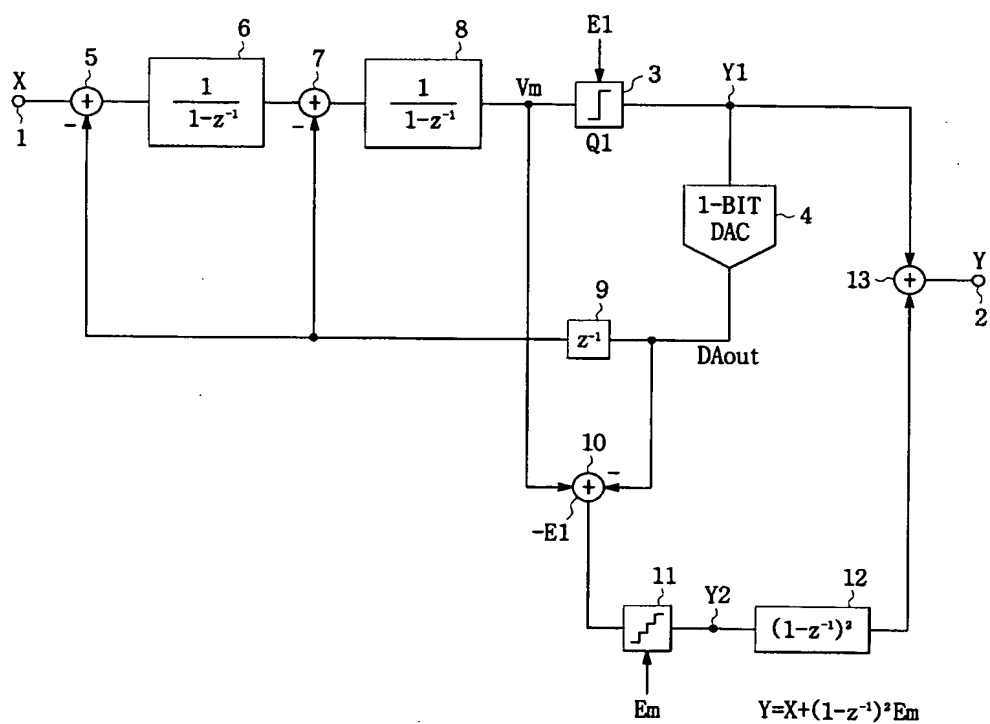 X
1
5
-
6
1
1-z⁻¹
7
-
8
1
1-z⁻¹
Vm
E1
3
Q1
Y1
1-BIT
DAC
4
13
Y
2
9
z⁻¹
DAout
10
-
-E1
11
Em
Y2
12
(1-z⁻¹)²
Y=X+(1-z⁻¹)²Em